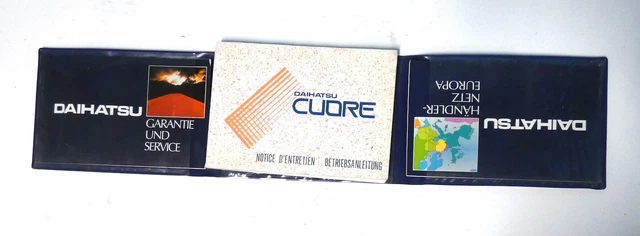 DAIHATSU
GARANTIE
UND
SERVICE
DAIHATSU
CUORE
NOTICE D'ENTRETIEN BETRIEBSANLEITUNG
DAIHATSU
HÄNDLER-
NETZ
EUROPA